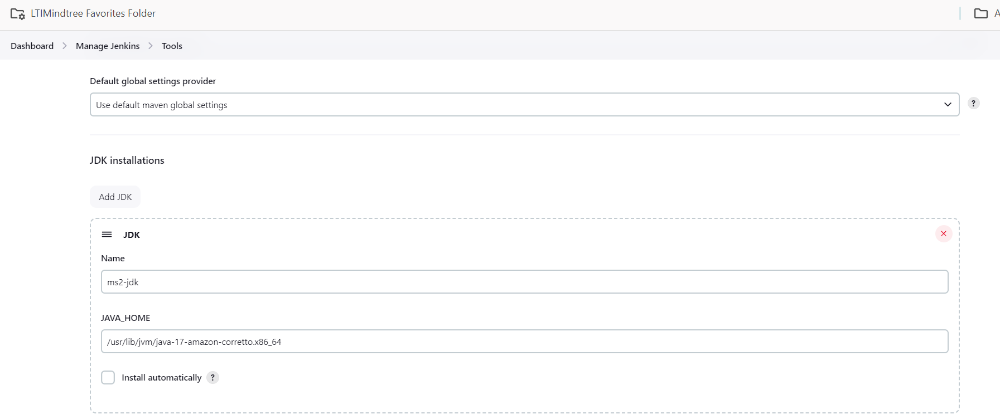 LTIMindtree Favorites Folder
A
Dashboard > Manage Jenkins > Tools
Default global settings provider
Use default maven global settings
?
JDK installations
Add JDK
JDK
Name
ms2-jdk
JAVA_HOME
/usr/lib/jvm/java-17-amazon-corretto.x86_64
Install automatically ?